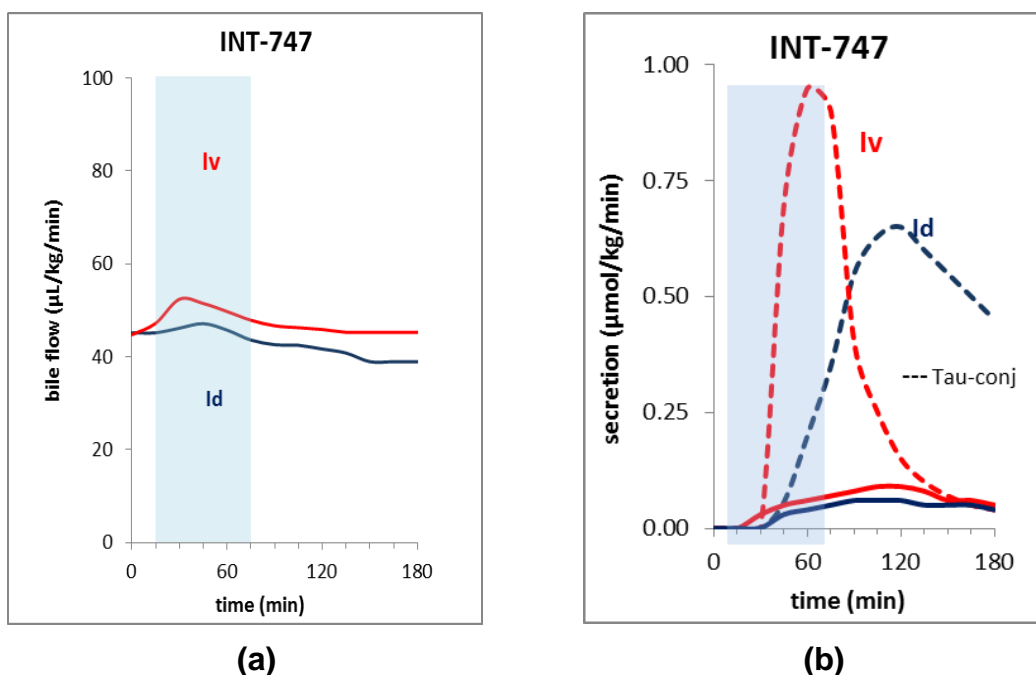 INT-747
100
80
60
40
20
0
bile flow (µL/kg/min)
Iv
Id
0 60 120 180
time (min)
(a)
INT-747
1.00
0.75
0.50
0.25
0.00
secretion (µmol/kg/min)
Iv
Id
Tau-conj
0 60 120 180
time (min)
(b)